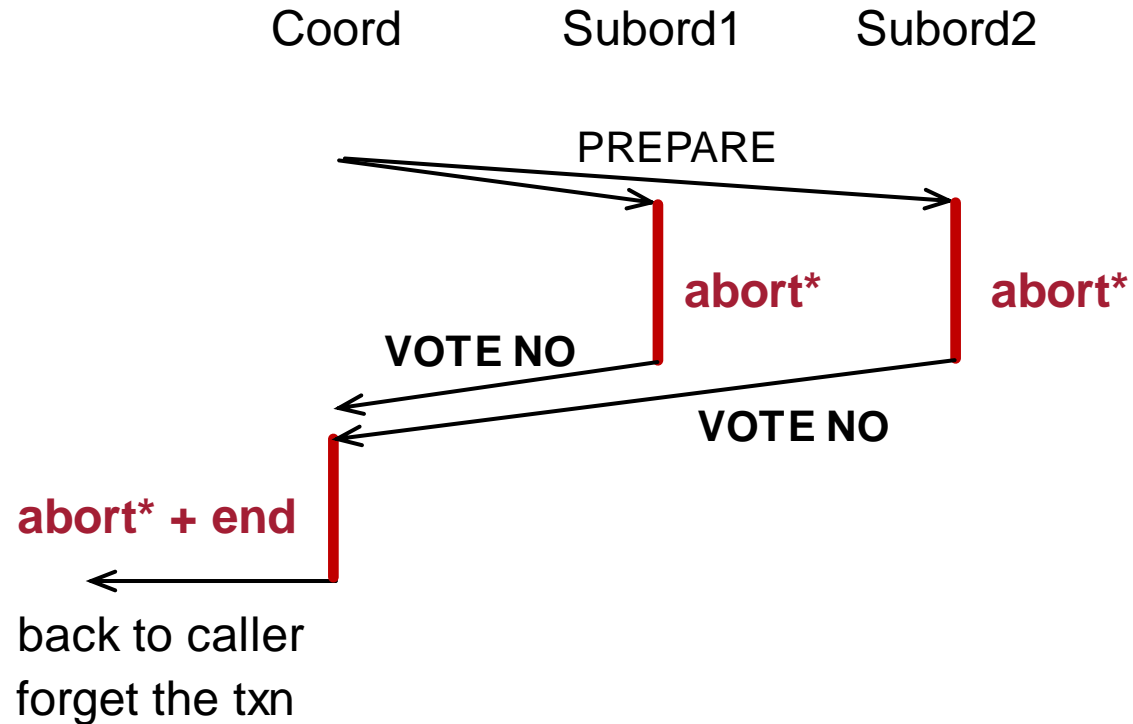 Coord Subord1 Subord2
PREPARE
abort* abort*
VOTE NO
VOTE NO
abort* + end
back to caller
forget the txn